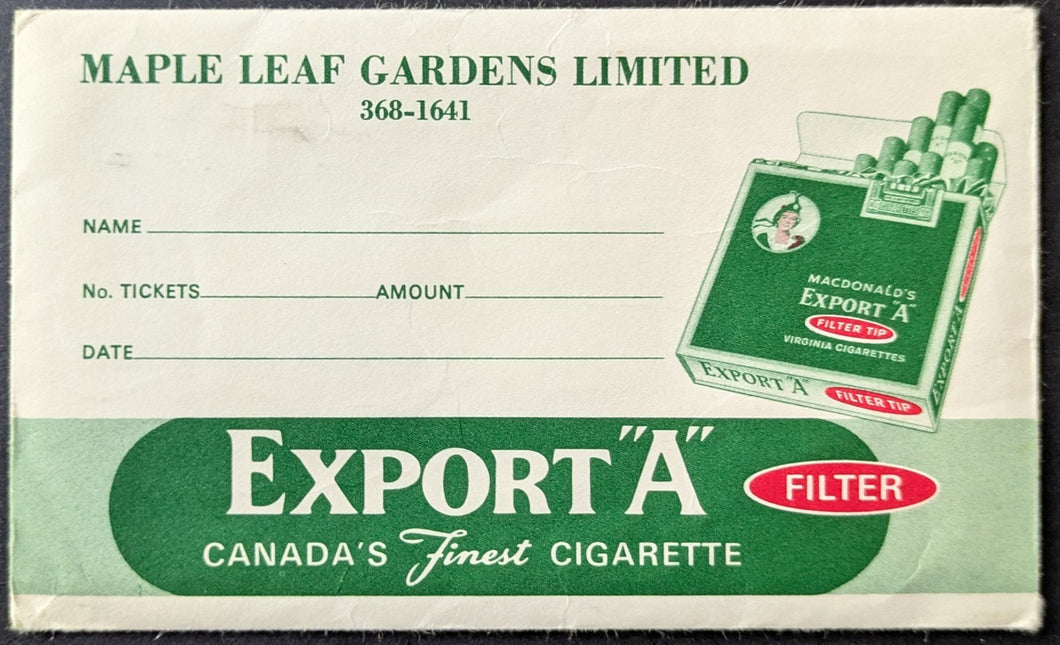 MAPLE LEAF GARDENS LIMITED
368-1641
NAME
No. TICKETS AMOUNT
DATE
MACDONALD'S
EXPORT "A"
FILTER TIP
VIRGINIA CIGARETTES
EXPORT "A"
FILTER TIP
EXPORT "A"
EXPORT "A"
FILTER
CANADA'S Finest CIGARETTE